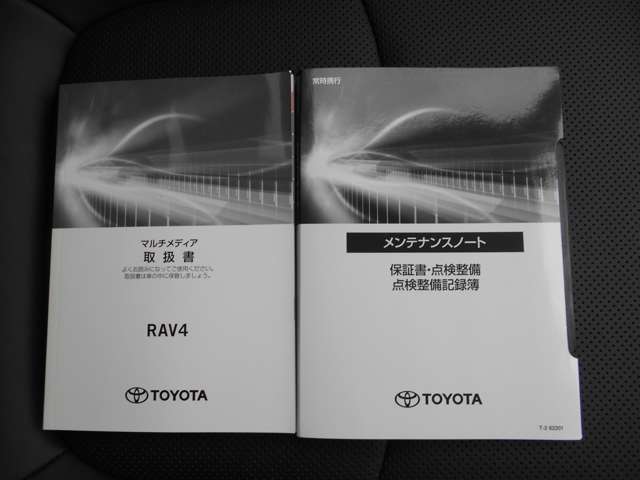 マルチメディア
取扱書
よくお読みになってご使用ください。
取扱書は車の中に保管しましょう。
RAV4
TOYOTA
常時携行
メンテナンスノート
保証書・点検整備
点検整備記録簿
TOYOTA